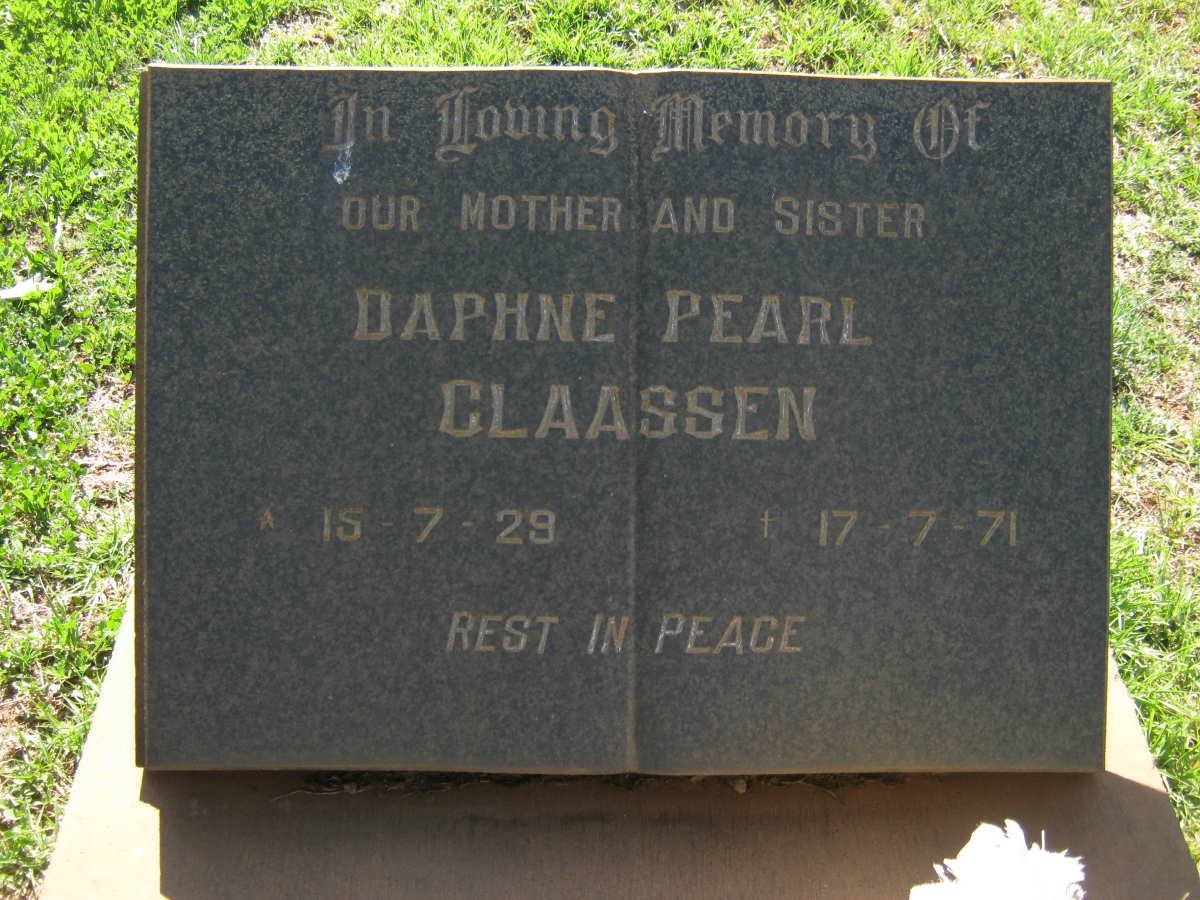 In Loving Memory Of
OUR MOTHER AND SISTER
DAPHNE PEARL
CLAASSEN
* 15-7-29 † 17-7-71
REST IN PEACE